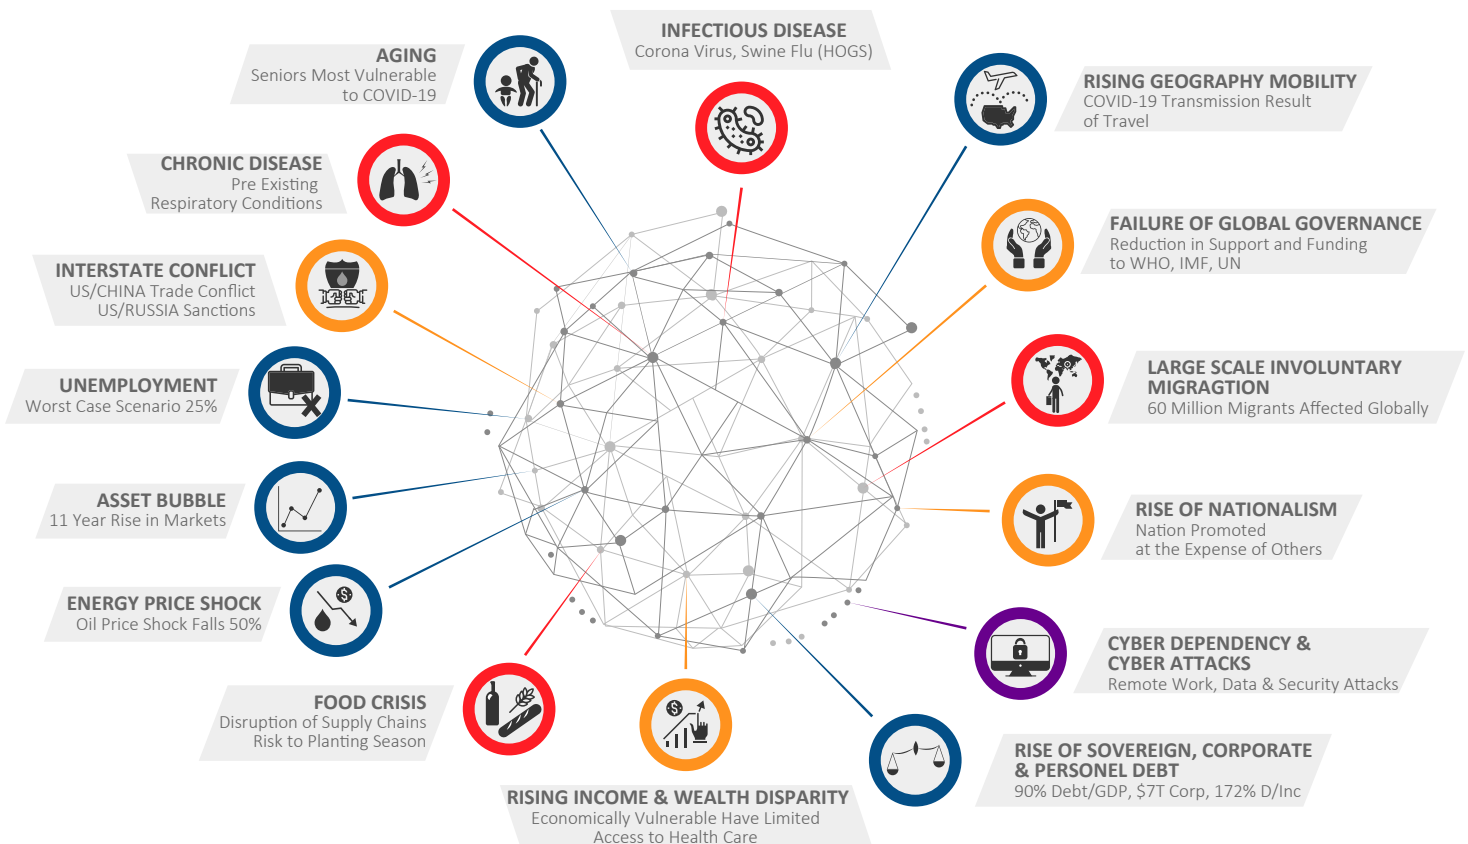 INFECTIOUS DISEASE
Corona Virus, Swine Flu (HOGS)
AGING
Seniors Most Vulnerable
to COVID-19
RISING GEOGRAPHY MOBILITY
COVID-19 Transmission Result
of Travel
CHRONIC DISEASE
Pre Existing
Respiratory Conditions
FAILURE OF GLOBAL GOVERNANCE
Reduction in Support and Funding
to WHO, IMF, UN
INTERSTATE CONFLICT
US/CHINA Trade Conflict
US/RUSSIA Sanctions
LARGE SCALE INVOLUNTARY
MIGRAGTION
60 Million Migrants Affected Globally
UNEMPLOYMENT
Worst Case Scenario 25%
ASSET BUBBLE
11 Year Rise in Markets
RISE OF NATIONALISM
Nation Promoted
at the Expense of Others
ENERGY PRICE SHOCK
Oil Price Shock Falls 50%
$
CYBER DEPENDENCY &
CYBER ATTACKS
Remote Work, Data & Security Attacks
FOOD CRISIS
Disruption of Supply Chains
Risk to Planting Season
$
RISE OF SOVEREIGN, CORPORATE
& PERSONEL DEBT
90% Debt/GDP, $7T Corp, 172% D/Inc
RISING INCOME & WEALTH DISPARITY
Economically Vulnerable Have Limited
Access to Health Care